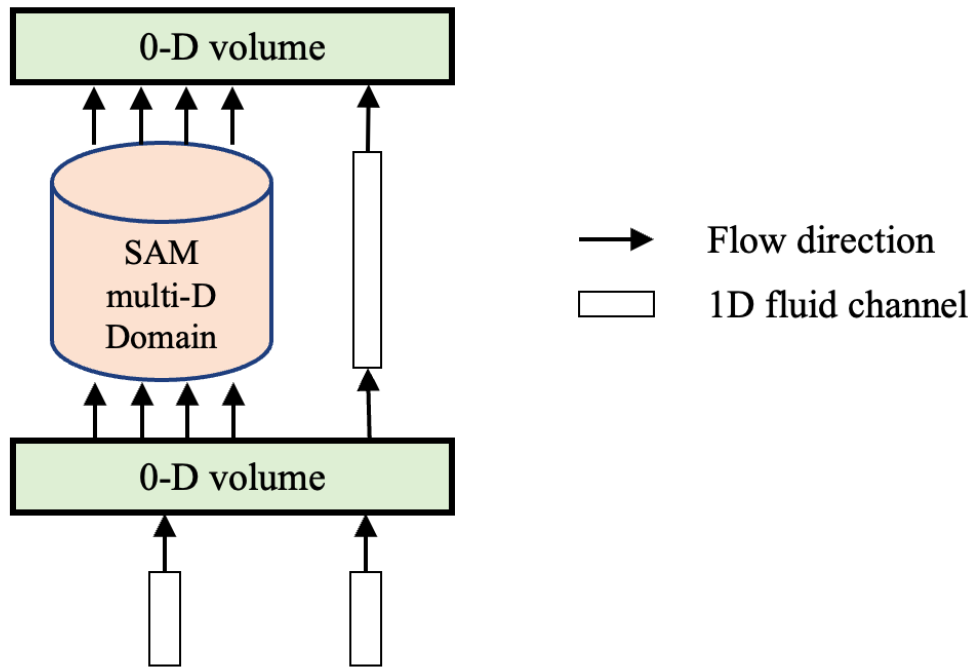 0-D volume
SAM
multi-D
Domain
Flow direction
1D fluid channel
0-D volume